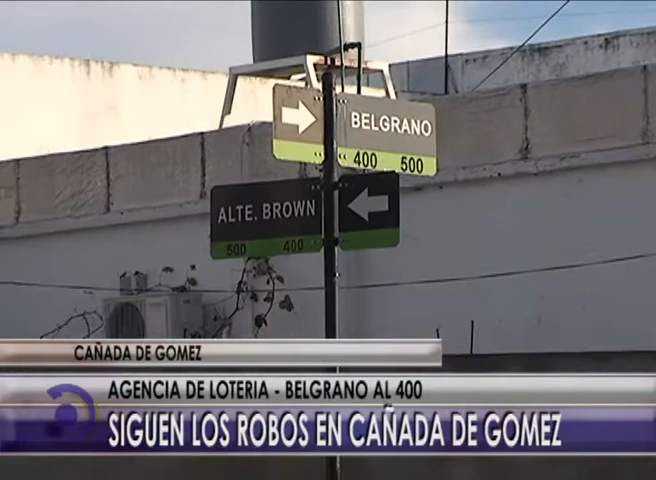 BELGRANO
400 500
ALTE. BROWN
500 400
CAÑADA DE GOMEZ
AGENCIA DE LOTERIA - BELGRANO AL 400
SIGUEN LOS ROBOS EN CAÑADA DE GOMEZ